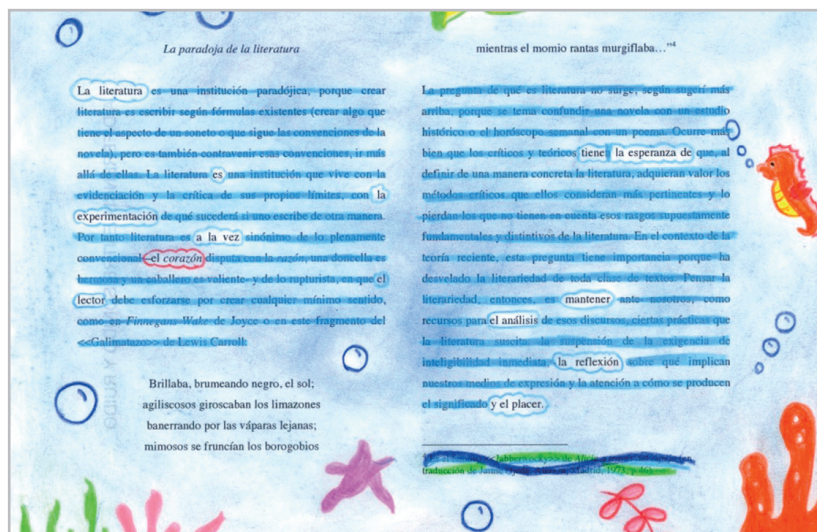 La paradoja de la literatura
La literatura es una institución paradójica, porque crear
literatura es escribir según fórmulas existentes (crear algo que
tiene el aspecto de un soneto o que sigue las convenciones de la
novela), pero es también contravenir esas convenciones, ir más
allá de ellas. La literatura es una institución que vive con la
evidenciación y la crítica de sus propios límites, con la
experimentación de qué sucederá si uno escribe de otra manera.
Por tanto literatura es a la vez sinónimo de lo plenamente
convencional –el corazón disputa con la razón, una doncella es
hermosa y un caballero es valiente- y de lo rupturista, en que el
lector debe esforzarse por crear cualquier mínimo sentido,
como en Finnegans Wake de Joyce o en este fragmento del
<<Galimatazo>> de Lewis Carroll:
Brillaba, brumeando negro, el sol;
agiliscosos giroscaban los limazones
banerrando por las váparas lejanas;
mimosos se fruncían los borogobios
mientras el momio rantas murgiflaba…”4
La pregunta de qué es literatura no surge, según sugerí más
arriba, porque se tema confundir una novela con un estudio
histórico o el horóscopo semanal con un poema. Ocurre más
bien que los críticos y teóricos tiene la esperanza de que, al
definir de una manera concreta la literatura, adquieran valor los
métodos críticos que ellos consideran más pertinentes y lo
pierdan los que no tienen en cuenta esos rasgos supuestamente
fundamentales y distintivos de la literatura. En el contexto de la
teoría reciente, esta pregunta tiene importancia porque ha
desvelado la literariedad de toda clase de textos. Pensar la
literariedad, entonces, es mantener ante nosotros, como
recursos para el análisis de esos discursos, ciertas prácticas que
la literatura suscita: la suspensión de la exigencia de
inteligibilidad inmediata, la reflexión sobre qué implican
nuestros medios de expresión y la atención a cómo se producen
el significado y el placer.
<<Jabberwocky>> de Alicia
traducción de Jaime 1973, p. 46).